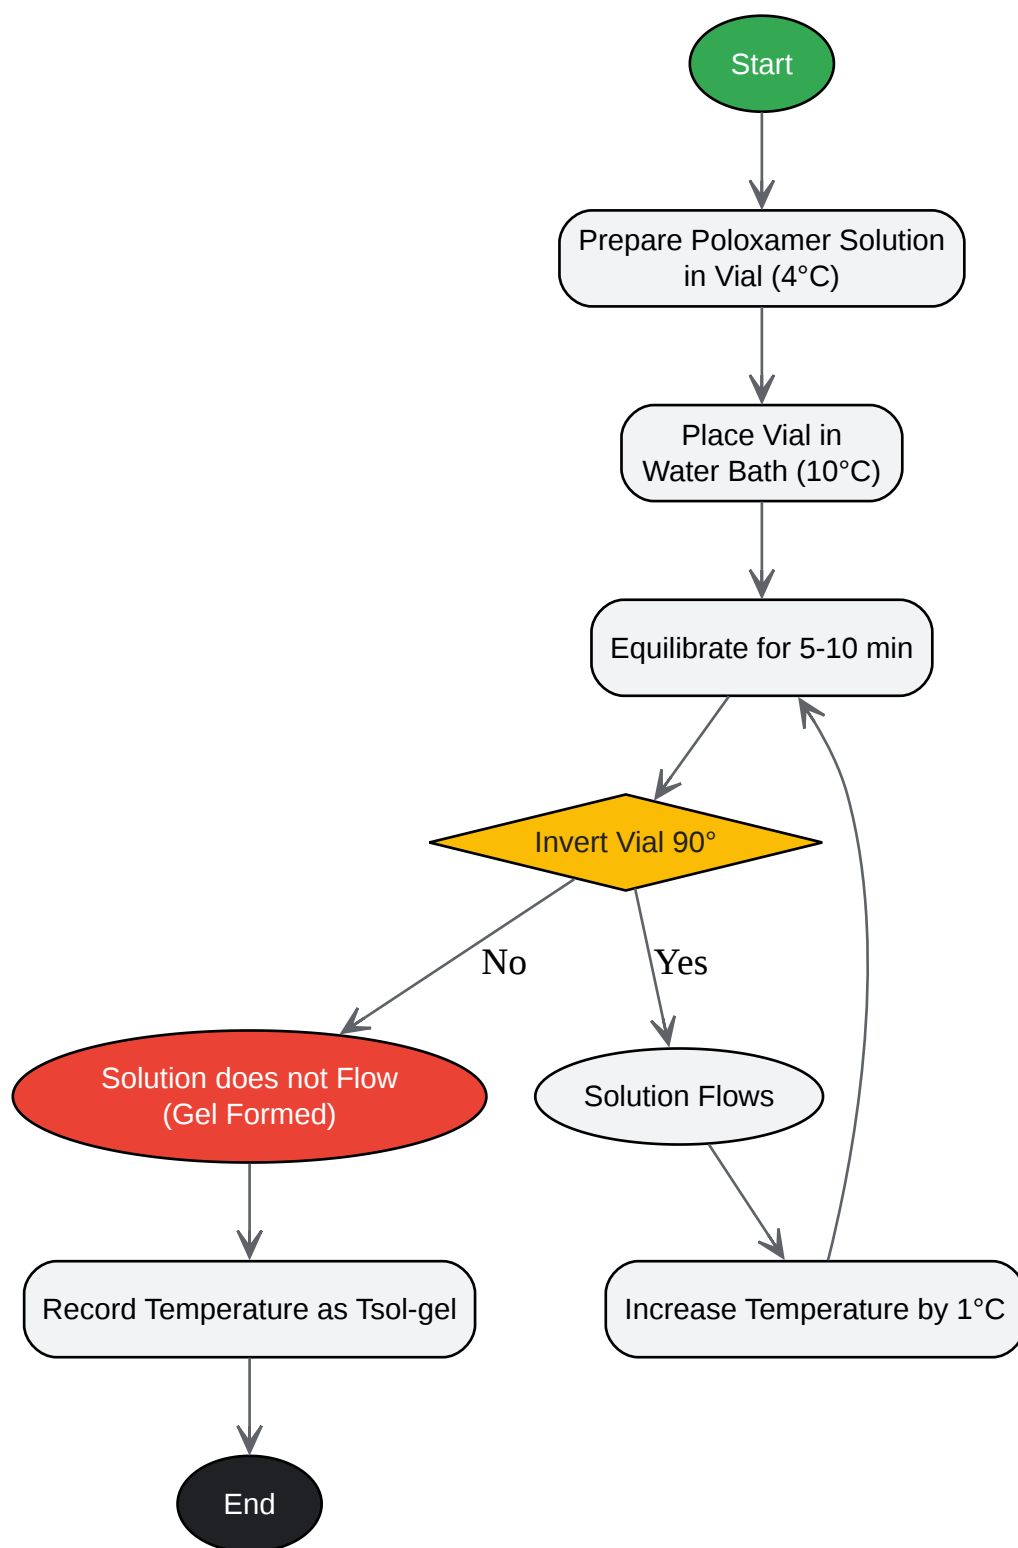 Start
Prepare Poloxamer Solution
in Vial (4°C)
Place Vial in
Water Bath (10°C)
Equilibrate for 5-10 min
Invert Vial 90°
No
Yes
Solution does not Flow
(Gel Formed)
Solution Flows
Record Temperature as Tsol-gel
Increase Temperature by 1°C
End